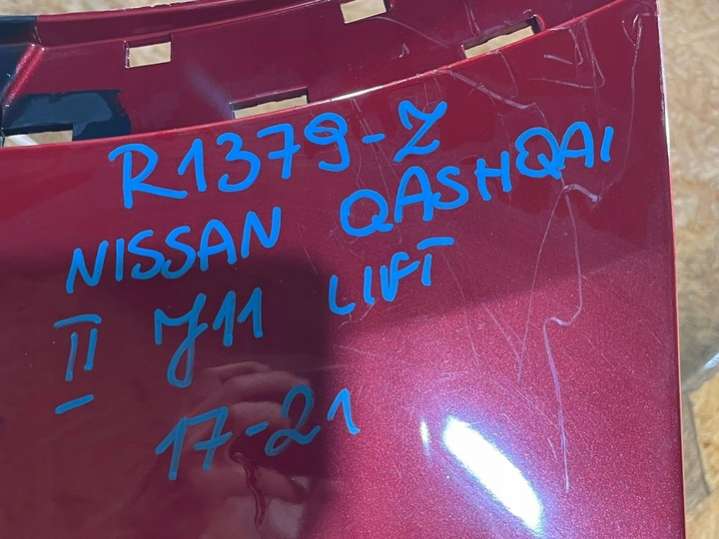 R1379-Z
NISSAN QASHQAI
II J11 LIFT
17-21